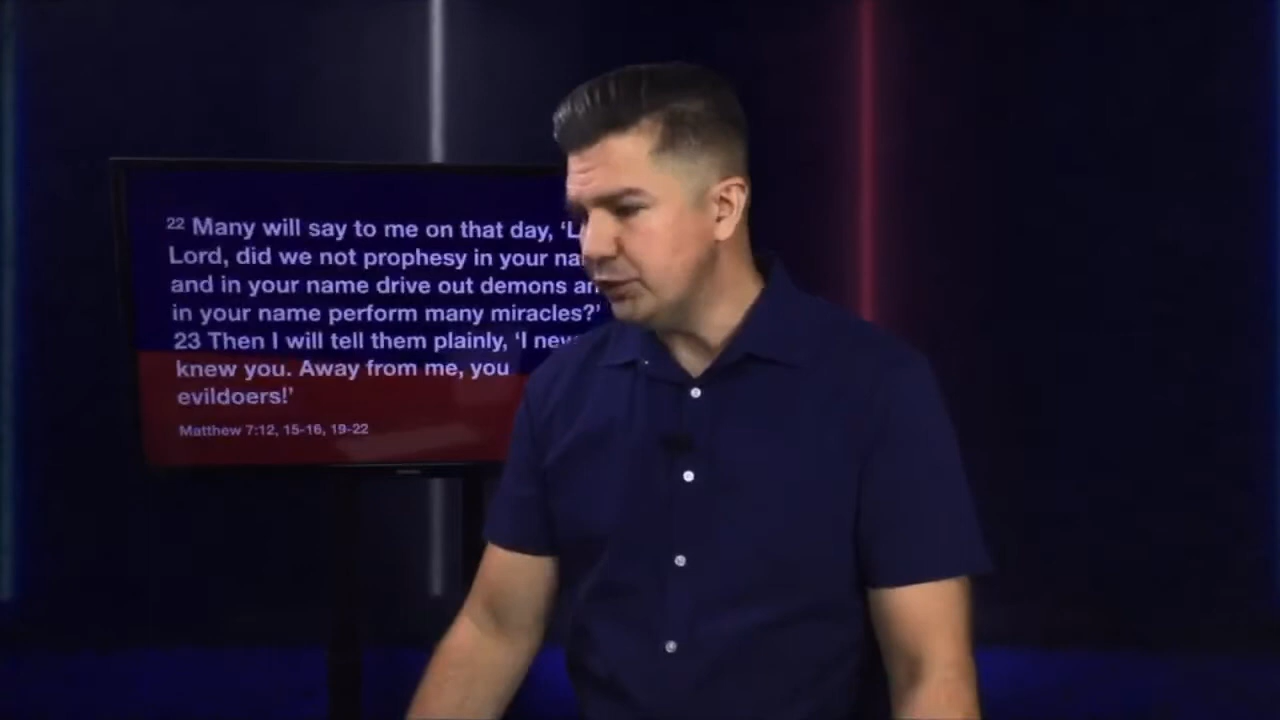 22 Many will say to me on that day, ‘L
Lord, did we not prophesy in your na
and in your name drive out demons an
in your name perform many miracles?’
23 Then I will tell them plainly, ‘I nev
knew you. Away from me, you
evildoers!’
Matthew 7:12, 15-16, 19-22